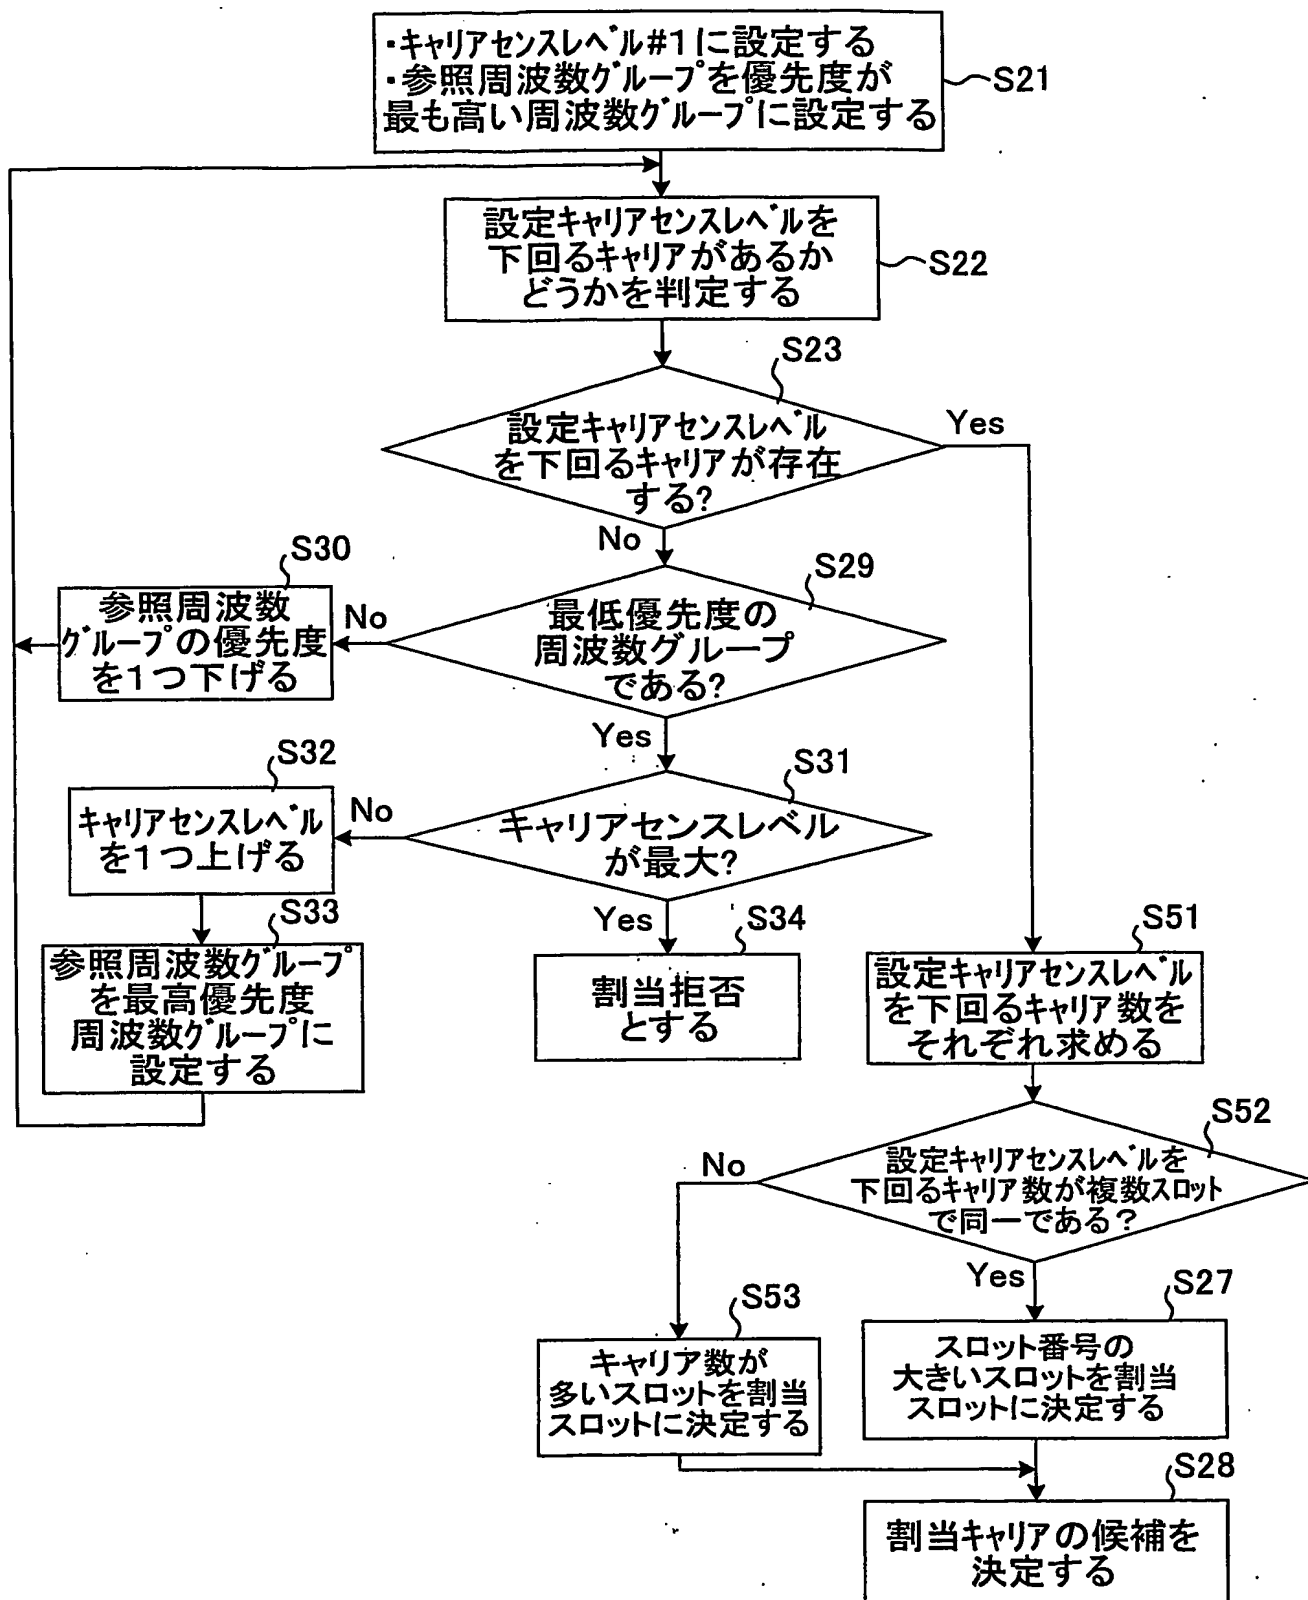 ・キャリアセンスレベル#1に設定する
・参照周波数グループを優先度が
最も高い周波数グループに設定する
S21
設定キャリアセンスレベルを
下回るキャリアがあるか
どうかを判定する
S22
S23
設定キャリアセンスレベル
を下回るキャリアが存在
する?
Yes
No
S30
参照周波数
グループの優先度
を1つ下げる
No
S29
最低優先度の
周波数グループ
である?
Yes
S32
キャリアセンスレベル
を1つ上げる
No
S31
キャリアセンスレベル
が最大?
Yes
S33
参照周波数グループ
を最高優先度
周波数グループに
設定する
S34
割当拒否
とする
S51
設定キャリアセンスレベル
を下回るキャリア数を
それぞれ求める
S52
No
設定キャリアセンスレベルを
下回るキャリア数が複数スロット
で同一である?
Yes
S53
キャリア数が
多いスロットを割当
スロットに決定する
S27
スロット番号の
大きいスロットを割当
スロットに決定する
S28
割当キャリアの候補を
決定する